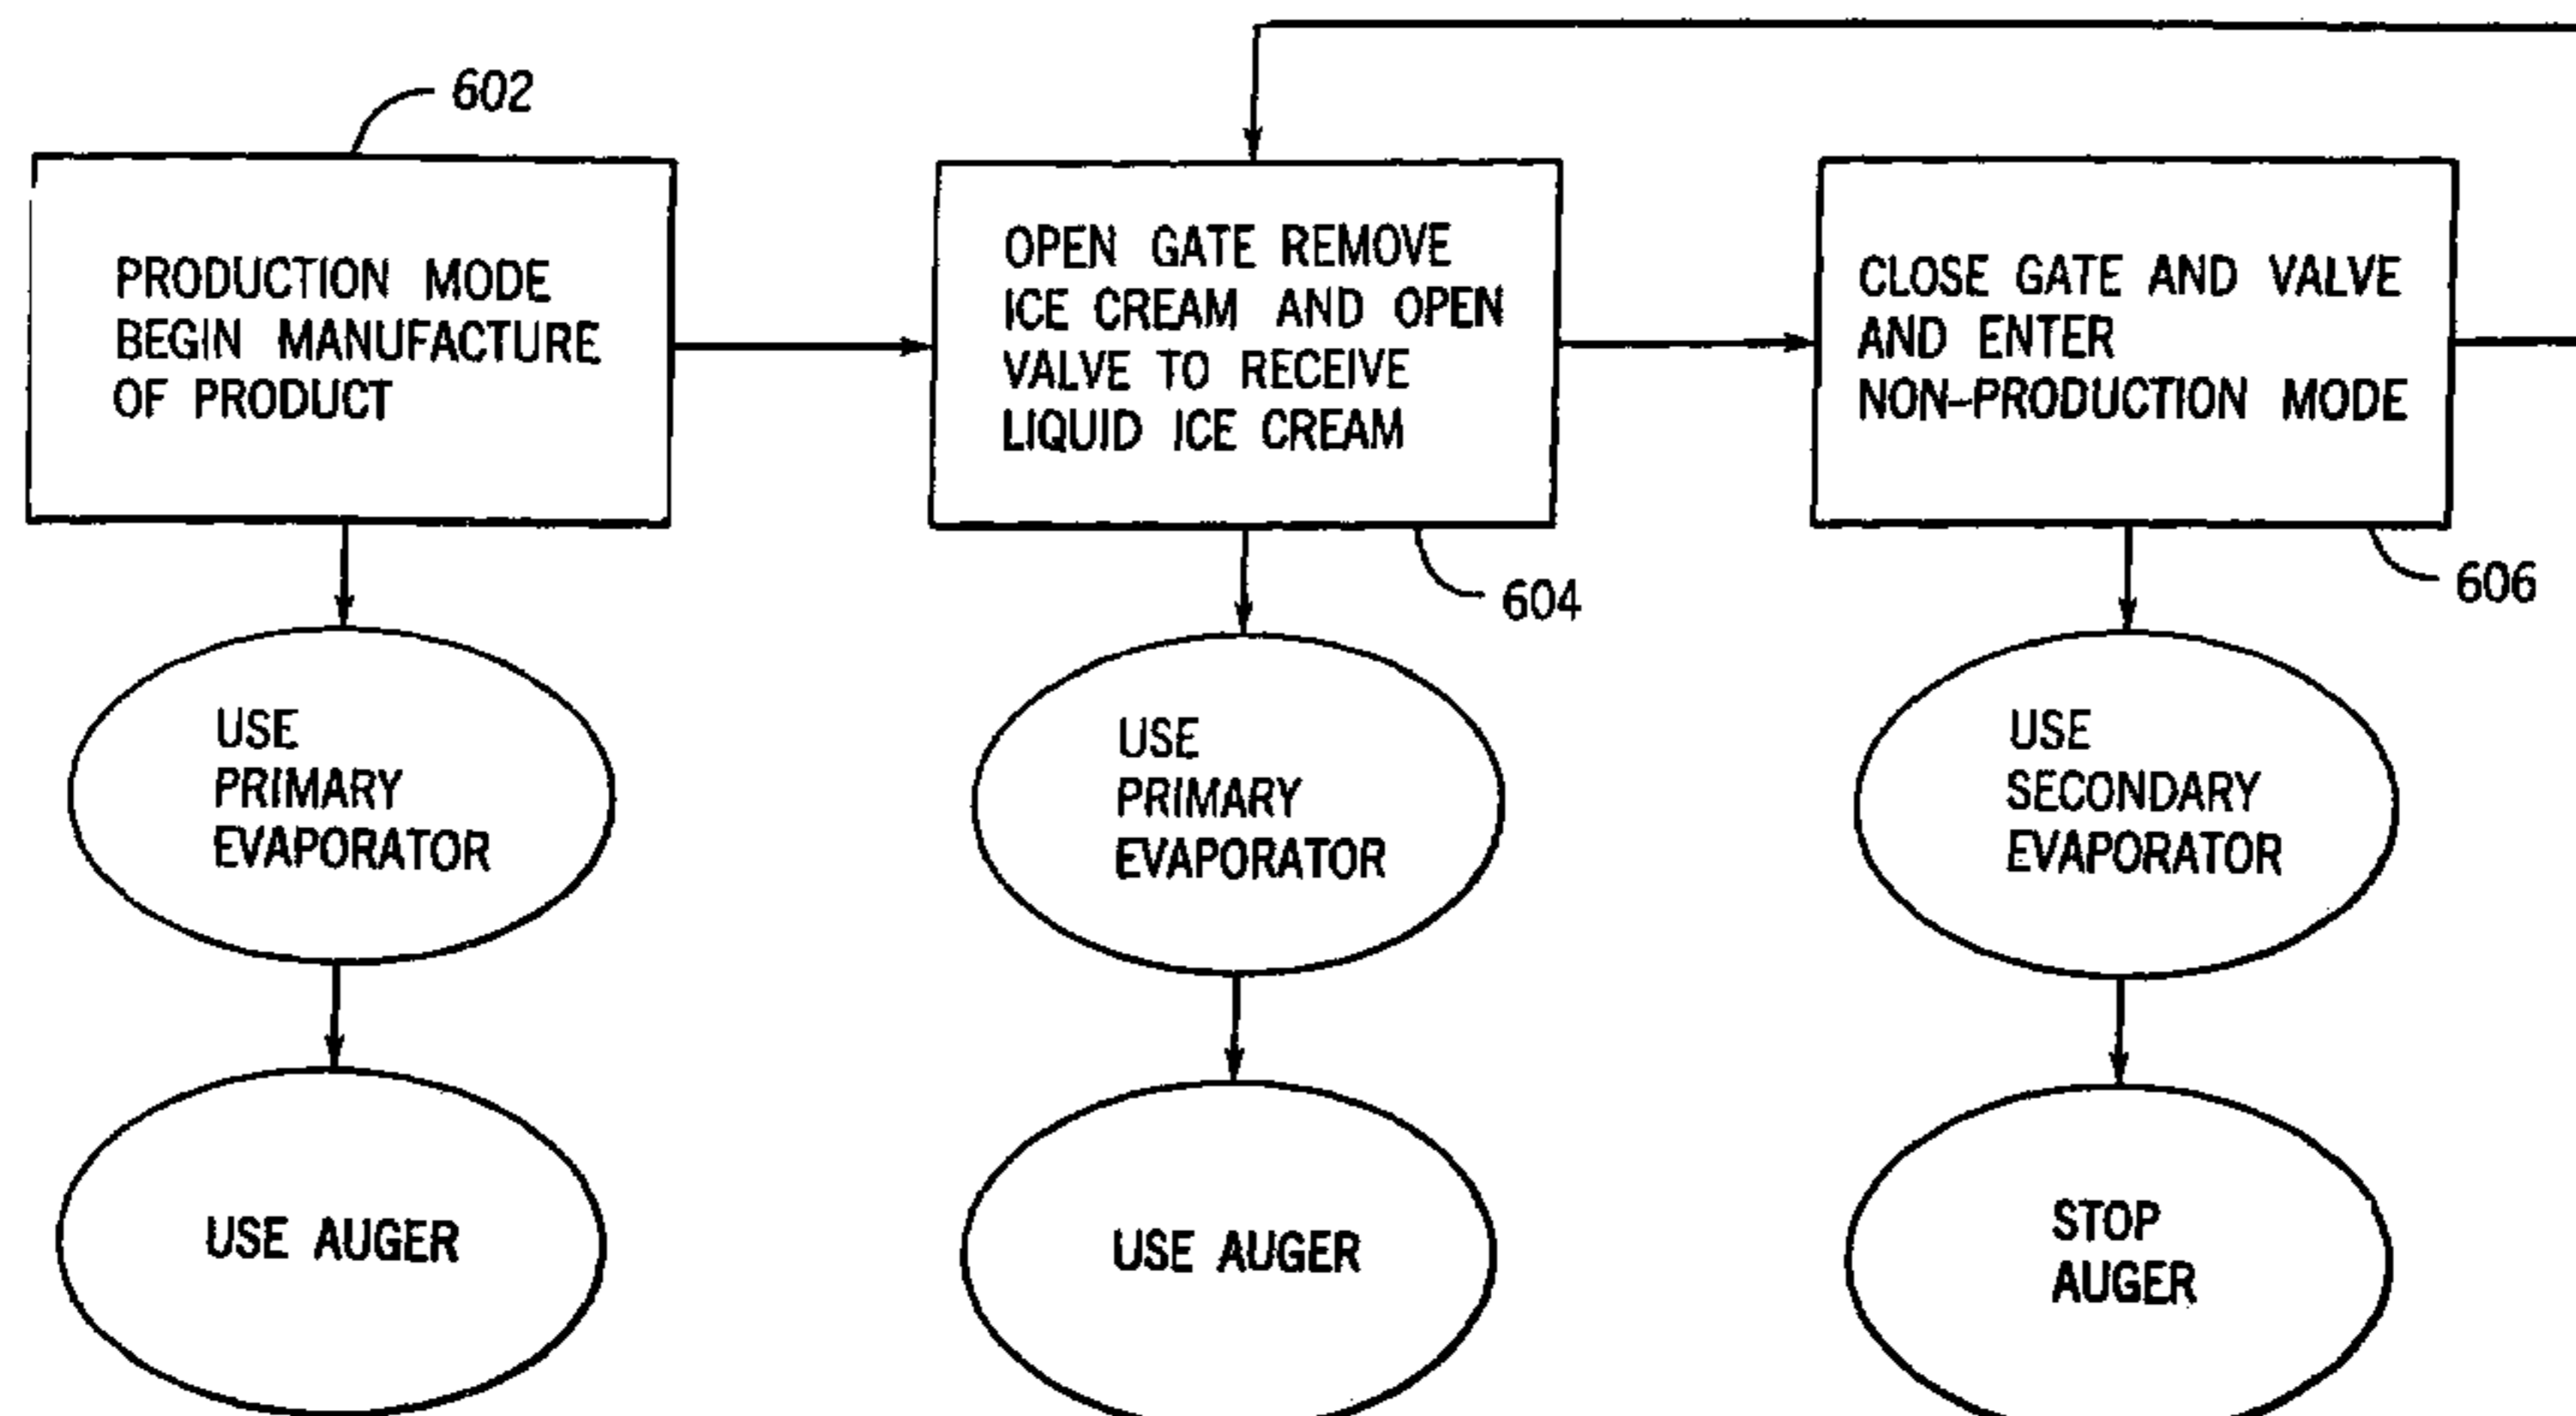 602
PRODUCTION MODE
BEGIN MANUFACTURE
OF PRODUCT
OPEN GATE REMOVE
ICE CREAM AND OPEN
VALVE TO RECEIVE
LIQUID ICE CREAM
604
CLOSE GATE AND VALVE
AND ENTER
NON-PRODUCTION MODE
606
USE
PRIMARY
EVAPORATOR
USE
PRIMARY
EVAPORATOR
USE
SECONDARY
EVAPORATOR
USE AUGER
USE AUGER
STOP
AUGER